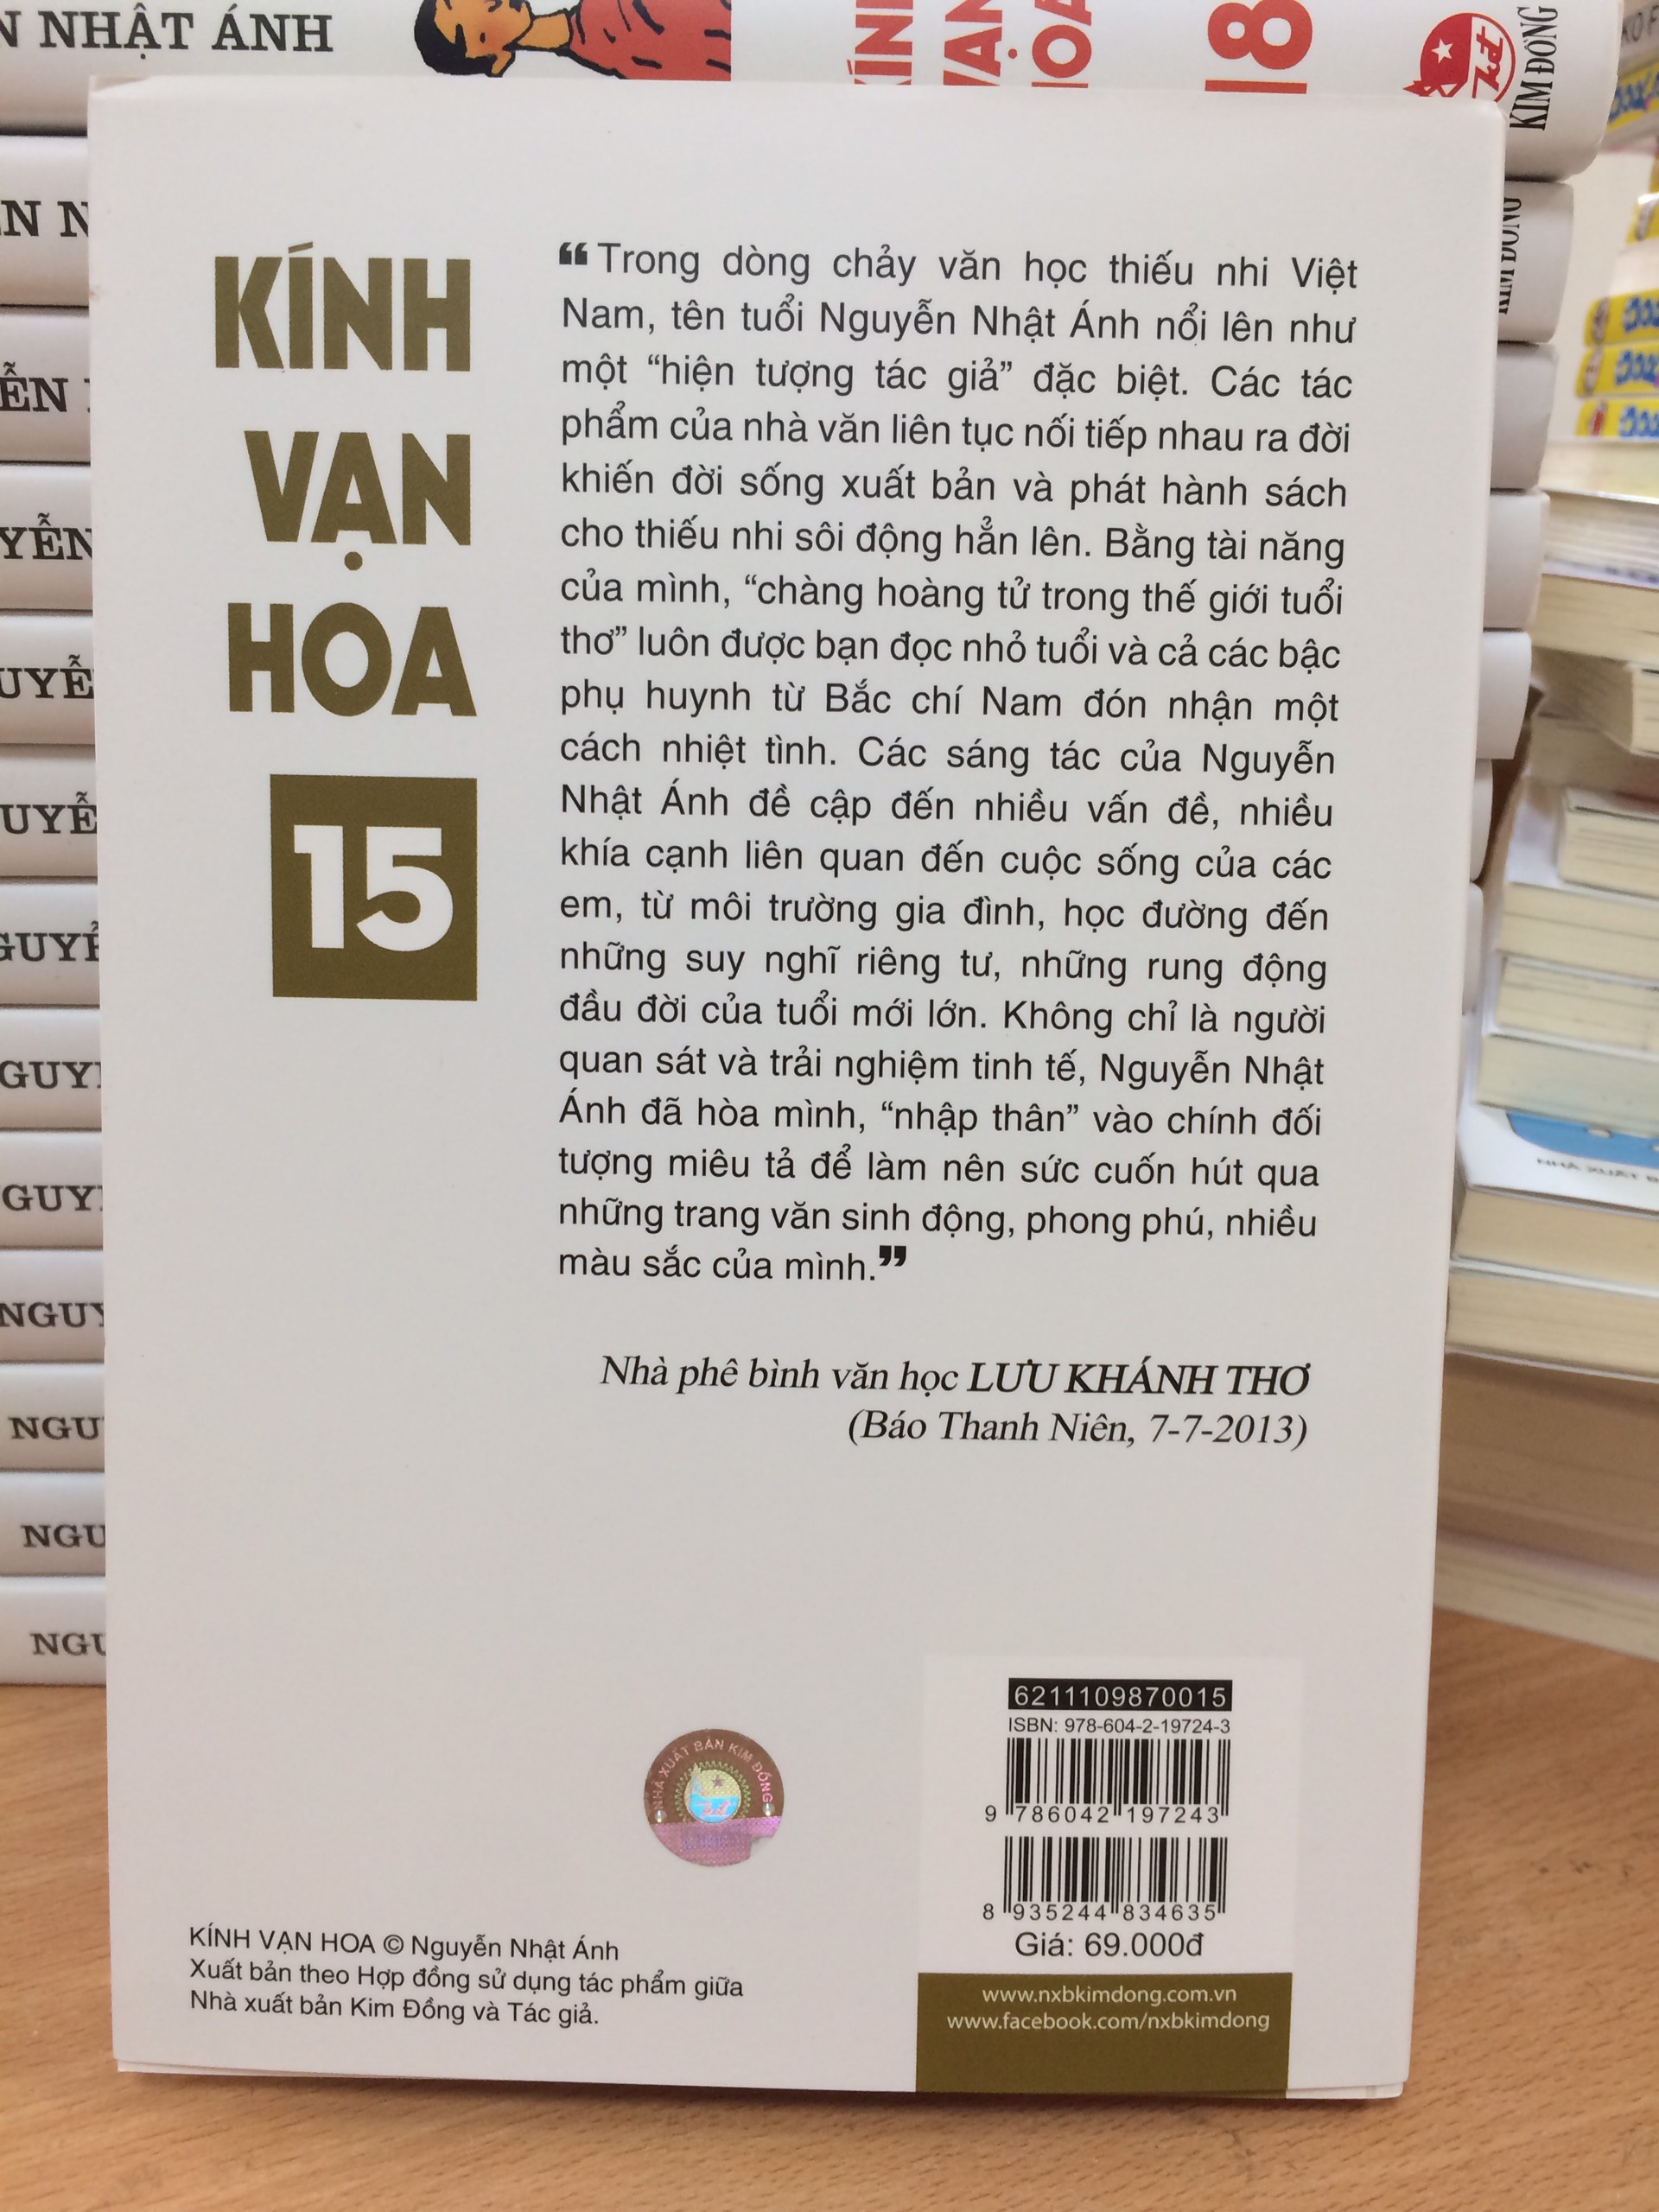 N NHẬT ÁNH
KÍNH
VẠN
HOA
18
KIM ĐỒNG
KÍNH
VẠN
HOA
15
❝Trong dòng chảy văn học thiếu nhi Việt
Nam, tên tuổi Nguyễn Nhật Ánh nổi lên như
một “hiện tượng tác giả” đặc biệt. Các tác
phẩm của nhà văn liên tục nối tiếp nhau ra đời
khiến đời sống xuất bản và phát hành sách
cho thiếu nhi sôi động hẳn lên. Bằng tài năng
của mình, “chàng hoàng tử trong thế giới tuổi
thơ” luôn được bạn đọc nhỏ tuổi và cả các bậc
phụ huynh từ Bắc chí Nam đón nhận một
cách nhiệt tình. Các sáng tác của Nguyễn
Nhật Ánh đề cập đến nhiều vấn đề, nhiều
khía cạnh liên quan đến cuộc sống của các
em, từ môi trường gia đình, học đường đến
những suy nghĩ riêng tư, những rung động
đầu đời của tuổi mới lớn. Không chỉ là người
quan sát và trải nghiệm tinh tế, Nguyễn Nhật
Ánh đã hòa mình, “nhập thân” vào chính đối
tượng miêu tả để làm nên sức cuốn hút qua
những trang văn sinh động, phong phú, nhiều
màu sắc của mình.❞
Nhà phê bình văn học LƯU KHÁNH THƠ
(Báo Thanh Niên, 7-7-2013)
6211109870015
ISBN: 978-604-2-19724-3
9 786042 197243
8 935244 834635
Giá: 69.000đ
www.nxbkimdong.com.vn
www.facebook.com/nxbkimdong
NHÀ XUẤT BẢN KIM ĐỒNG
KÍNH VẠN HOA © Nguyễn Nhật Ánh
Xuất bản theo Hợp đồng sử dụng tác phẩm giữa
Nhà xuất bản Kim Đồng và Tác giả.